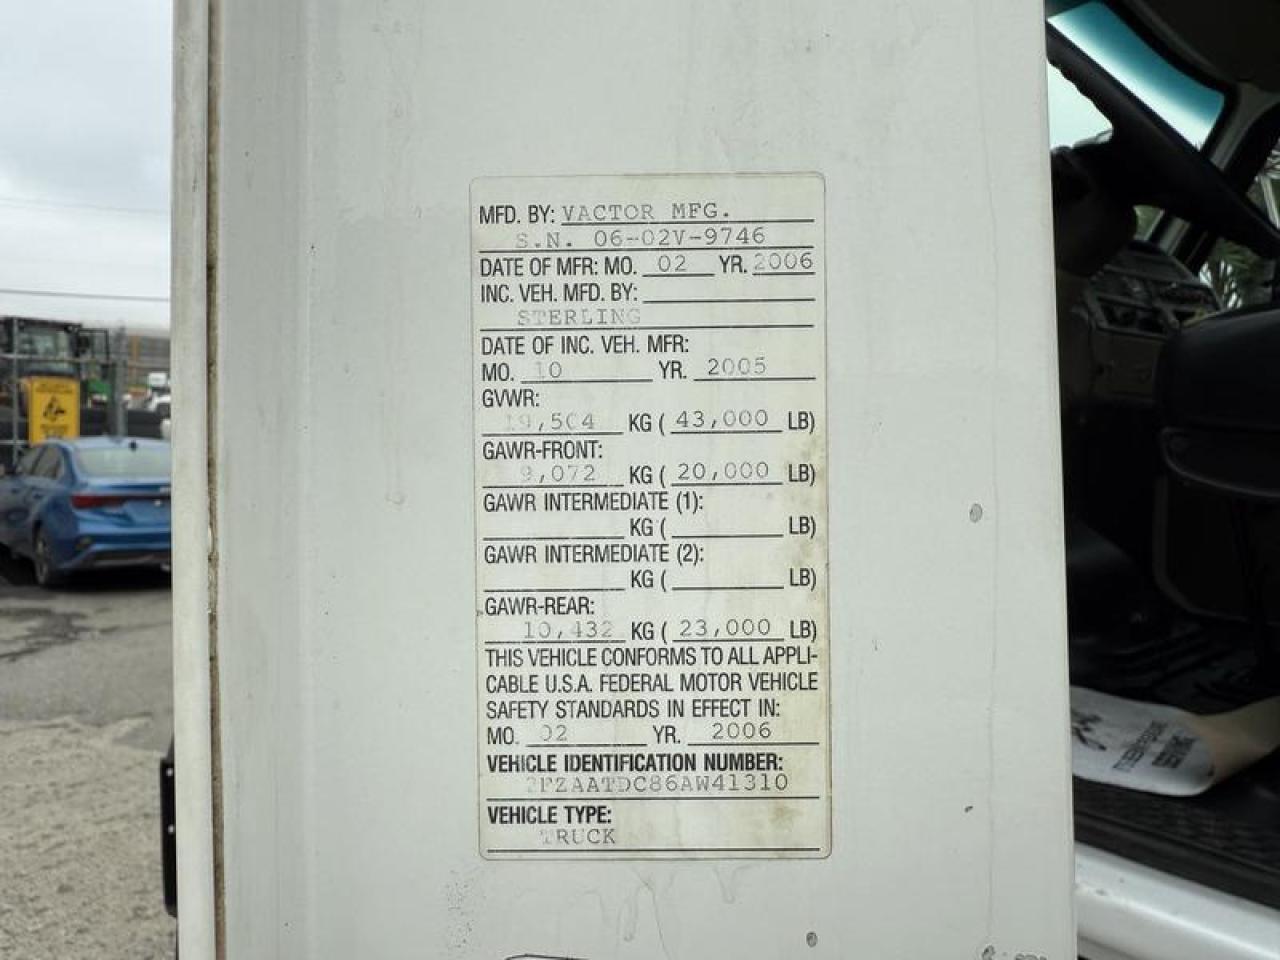 MFD. BY: VACTOR MFG.
S.N. 06-02V-9746
DATE OF MFR: MO. 02 YR. 2006
INC. VEH. MFD. BY:
STERLING
DATE OF INC. VEH. MFR:
MO. 10 YR. 2005
GVWR:
19,504 KG ( 43,000 LB)
GAWR-FRONT:
9,072 KG ( 20,000 LB)
GAWR INTERMEDIATE (1):
KG ( LB)
GAWR INTERMEDIATE (2):
KG ( LB)
GAWR-REAR:
10,432 KG ( 23,000 LB)
THIS VEHICLE CONFORMS TO ALL APPLI-
CABLE U.S.A. FEDERAL MOTOR VEHICLE
SAFETY STANDARDS IN EFFECT IN:
MO. 02 YR. 2006
VEHICLE IDENTIFICATION NUMBER:
2FZAATDC86AW41310
VEHICLE TYPE:
TRUCK